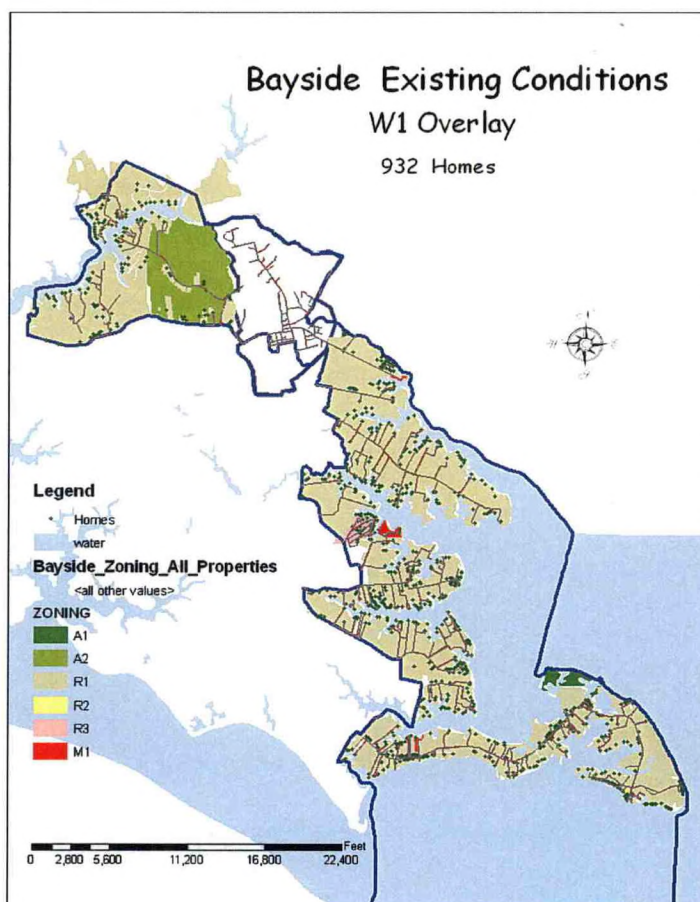 Bayside Existing Conditions
W1 Overlay
932 Homes
N
W
E
S
Legend
Homes
water
Bayside_Zoning_All_Properties
<all other values>
ZONING
A1
A2
R1
R2
R3
M1
Feet
0 2,800 5,600 11,200 16,800 22,400